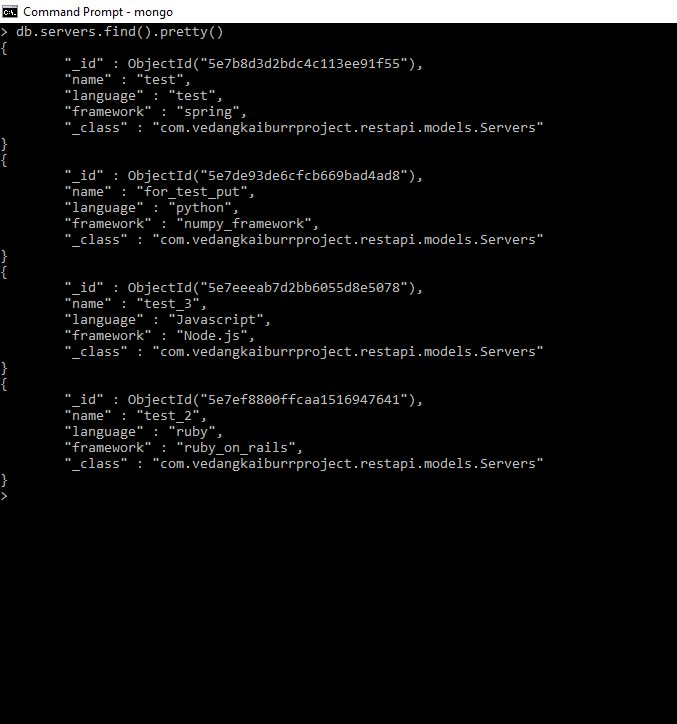 Command Prompt - mongo
> db.servers.find().pretty()
{
        "_id" : ObjectId("5e7b8d3d2bdc4c113ee91f55"),
        "name" : "test",
        "language" : "test",
        "framework" : "spring",
        "_class" : "com.vedangkaiburrproject.restapi.models.Servers"
}
{
        "_id" : ObjectId("5e7de93de6cfcb669bad4ad8"),
        "name" : "for_test_put",
        "language" : "python",
        "framework" : "numpy_framework",
        "_class" : "com.vedangkaiburrproject.restapi.models.Servers"
}
{
        "_id" : ObjectId("5e7eeeab7d2bb6055d8e5078"),
        "name" : "test_3",
        "language" : "Javascript",
        "framework" : "Node.js",
        "_class" : "com.vedangkaiburrproject.restapi.models.Servers"
}
{
        "_id" : ObjectId("5e7ef8800ffcaa1516947641"),
        "name" : "test_2",
        "language" : "ruby",
        "framework" : "ruby_on_rails",
        "_class" : "com.vedangkaiburrproject.restapi.models.Servers"
}
>